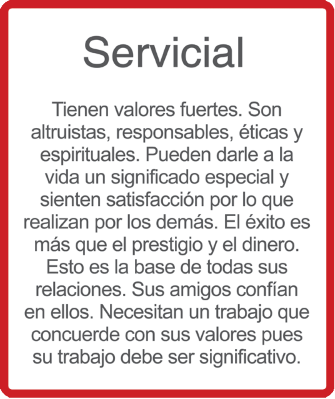 Servicial
Tienen valores fuertes. Son
altruistas, responsables, éticas y
espirituales. Pueden darle a la
vida un significado especial y
sienten satisfacción por lo que
realizan por los demás. El éxito es
más que el prestigio y el dinero.
Esto es la base de todas sus
relaciones. Sus amigos confían
en ellos. Necesitan un trabajo que
concuerde con sus valores pues
su trabajo debe ser significativo.